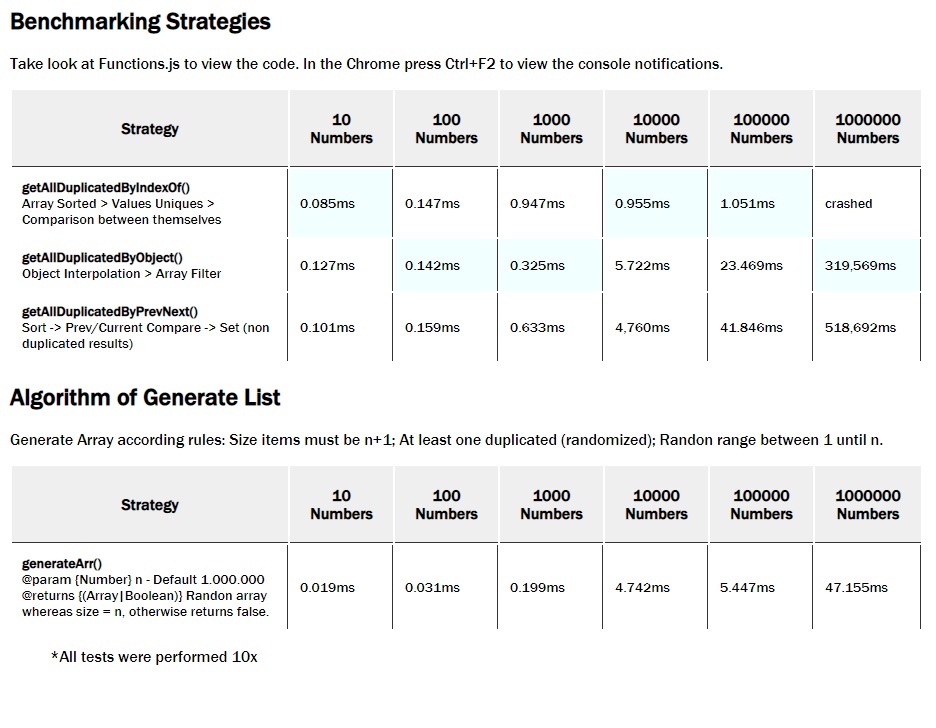 Benchmarking Strategies
Take look at Functions.js to view the code. In the Chrome press Ctrl+F2 to view the console notifications.
Strategy
10
Numbers
100
Numbers
1000
Numbers
10000
Numbers
100000
Numbers
1000000
Numbers
getAllDuplicatedByIndexOf()
Array Sorted > Values Uniques >
Comparison between themselves
0.085ms
0.147ms
0.947ms
0.955ms
1.051ms
crashed
getAllDuplicatedByObject()
Object Interpolation > Array Filter
0.127ms
0.142ms
0.325ms
5.722ms
23.469ms
319,569ms
getAllDuplicatedByPrevNext()
Sort -> Prev/Current Compare -> Set (non
duplicated results)
0.101ms
0.159ms
0.633ms
4,760ms
41.846ms
518,692ms
Algorithm of Generate List
Generate Array according rules: Size items must be n+1; At least one duplicated (randomized); Randon range between 1 until n.
Strategy
10
Numbers
100
Numbers
1000
Numbers
10000
Numbers
100000
Numbers
1000000
Numbers
generateArr()
@param {Number} n - Default 1.000.000
@returns {(Array|Boolean)} Randon array
whereas size = n, otherwise returns false.
0.019ms
0.031ms
0.199ms
4.742ms
5.447ms
47.155ms
*All tests were performed 10x